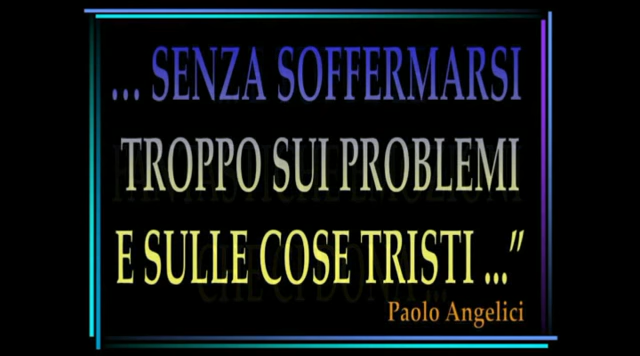 ... SENZA SOFFERMARSI
TROPPO SUI PROBLEMI
E SULLE COSE TRISTI ..."
Paolo Angelici